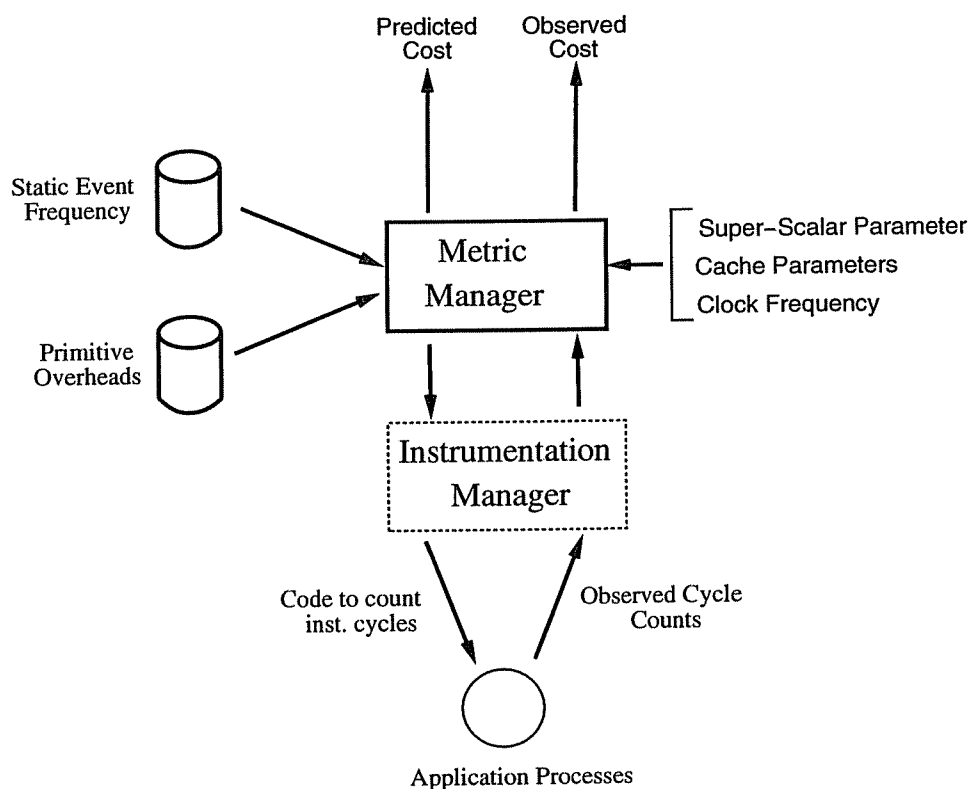 Predicted
Cost
Observed
Cost
Static Event
Frequency
Metric
Manager
Super-Scalar Parameter
Cache Parameters
Clock Frequency
Primitive
Overheads
Instrumentation
Manager
Code to count
inst. cycles
Observed Cycle
Counts
Application Processes